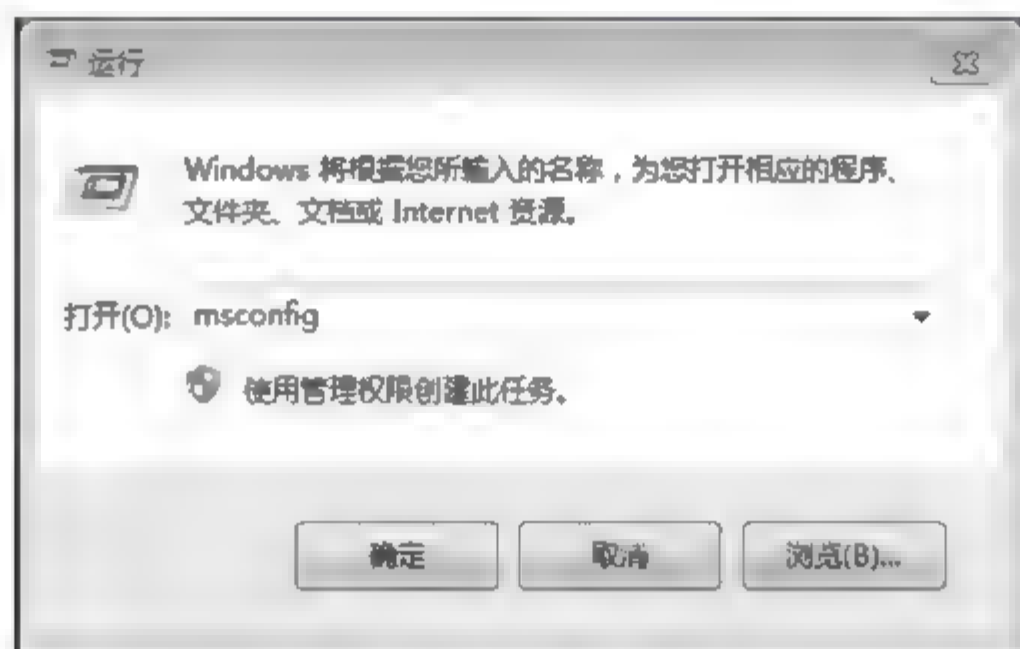 运行
Windows 将根据您所输入的名称，为您打开相应的程序、
文件夹、文档或 Internet 资源。
打开(O): msconfig
使用管理权限创建此任务。
确定 取消 浏览(B)...